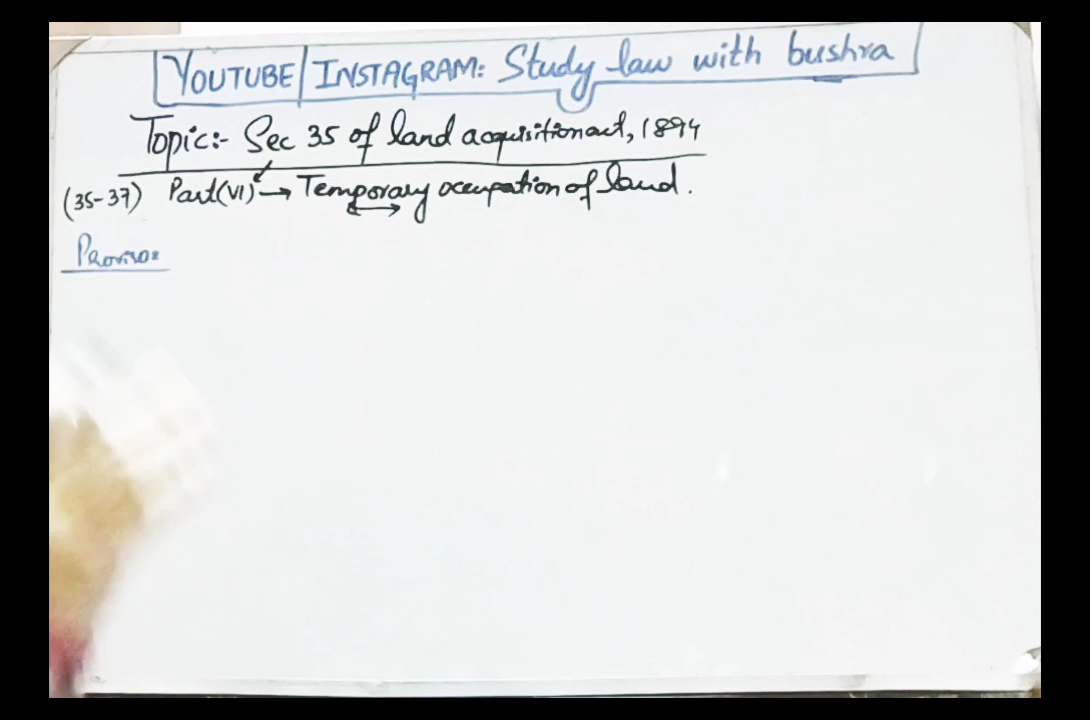 YOUTUBE/INSTAGRAM: Study law with bushra
Topic:- Sec 35 of land acquisition act, 1894
(35-37) Part(VI) → Temporary occupation of land.
Proviso: